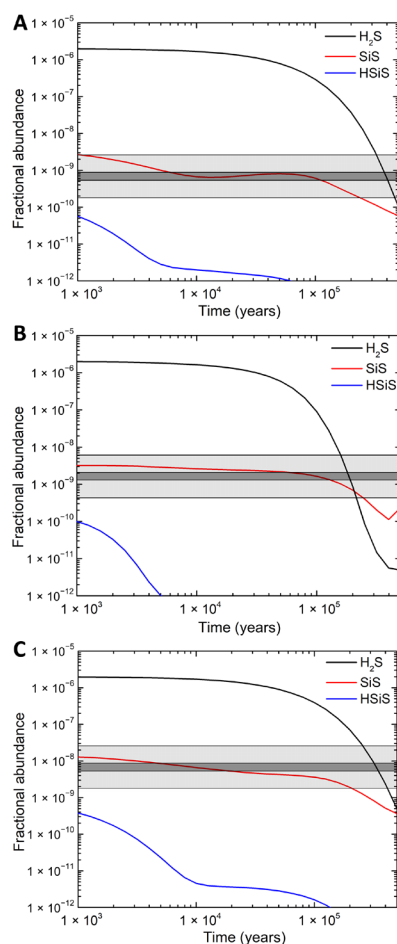 A
H₂S
SiS
HSiS
Fractional abundance
1 × 10⁻⁵
1 × 10⁻⁶
1 × 10⁻⁷
1 × 10⁻⁸
1 × 10⁻⁹
1 × 10⁻¹⁰
1 × 10⁻¹¹
1 × 10⁻¹²
1 × 10³
1 × 10⁴
1 × 10⁵
Time (years)
B
H₂S
SiS
HSiS
Fractional abundance
1 × 10⁻⁵
1 × 10⁻⁶
1 × 10⁻⁷
1 × 10⁻⁸
1 × 10⁻⁹
1 × 10⁻¹⁰
1 × 10⁻¹¹
1 × 10⁻¹²
1 × 10³
1 × 10⁴
1 × 10⁵
Time (years)
C
H₂S
SiS
HSiS
Fractional abundance
1 × 10⁻⁵
1 × 10⁻⁶
1 × 10⁻⁷
1 × 10⁻⁸
1 × 10⁻⁹
1 × 10⁻¹⁰
1 × 10⁻¹¹
1 × 10⁻¹²
1 × 10³
1 × 10⁴
1 × 10⁵
Time (years)